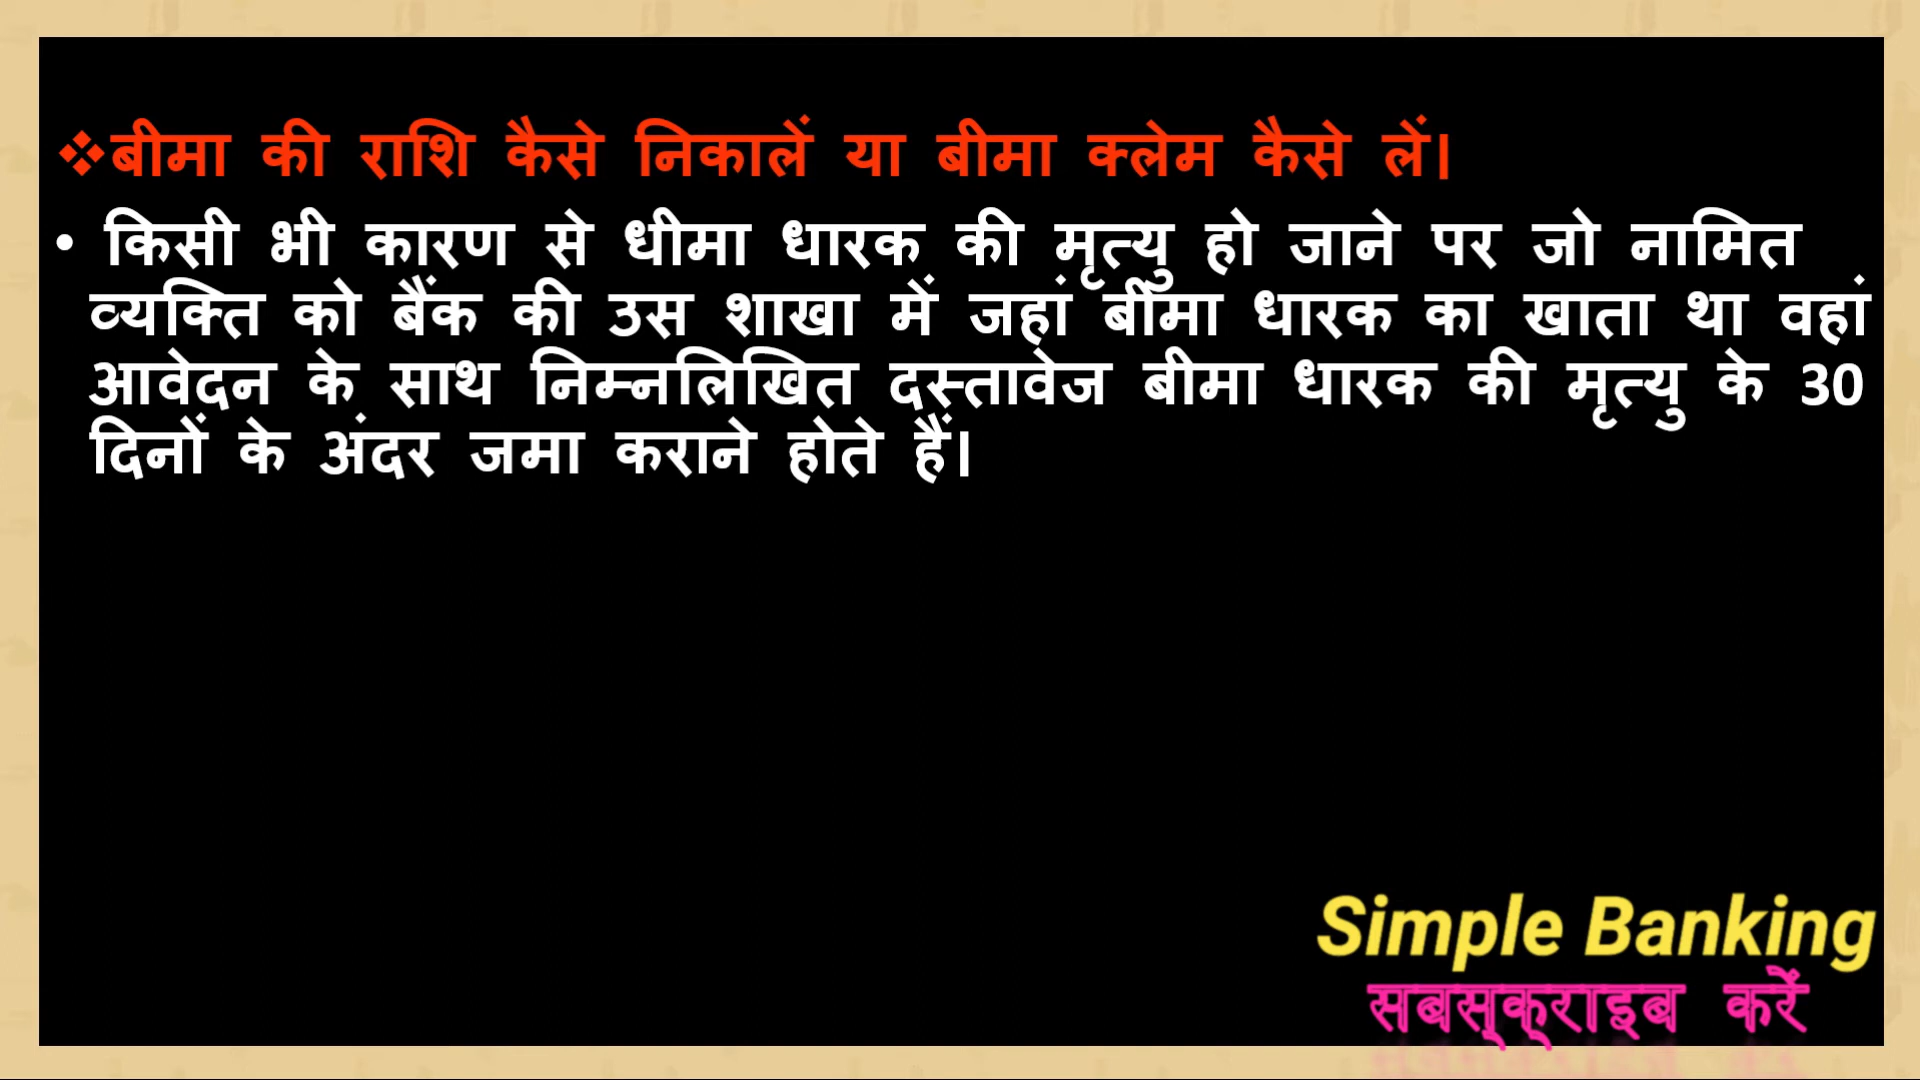 ❖बीमा की राशि कैसे निकालें या बीमा क्लेम कैसे लें।
• किसी भी कारण से धीमा धारक की मृत्यु हो जाने पर जो नामित
व्यक्ति को बैंक की उस शाखा में जहां बीमा धारक का खाता था वहां
आवेदन के साथ निम्नलिखित दस्तावेज बीमा धारक की मृत्यु के 30
दिनों के अंदर जमा कराने होते हैं।
Simple Banking
सबस्क्राइब करें